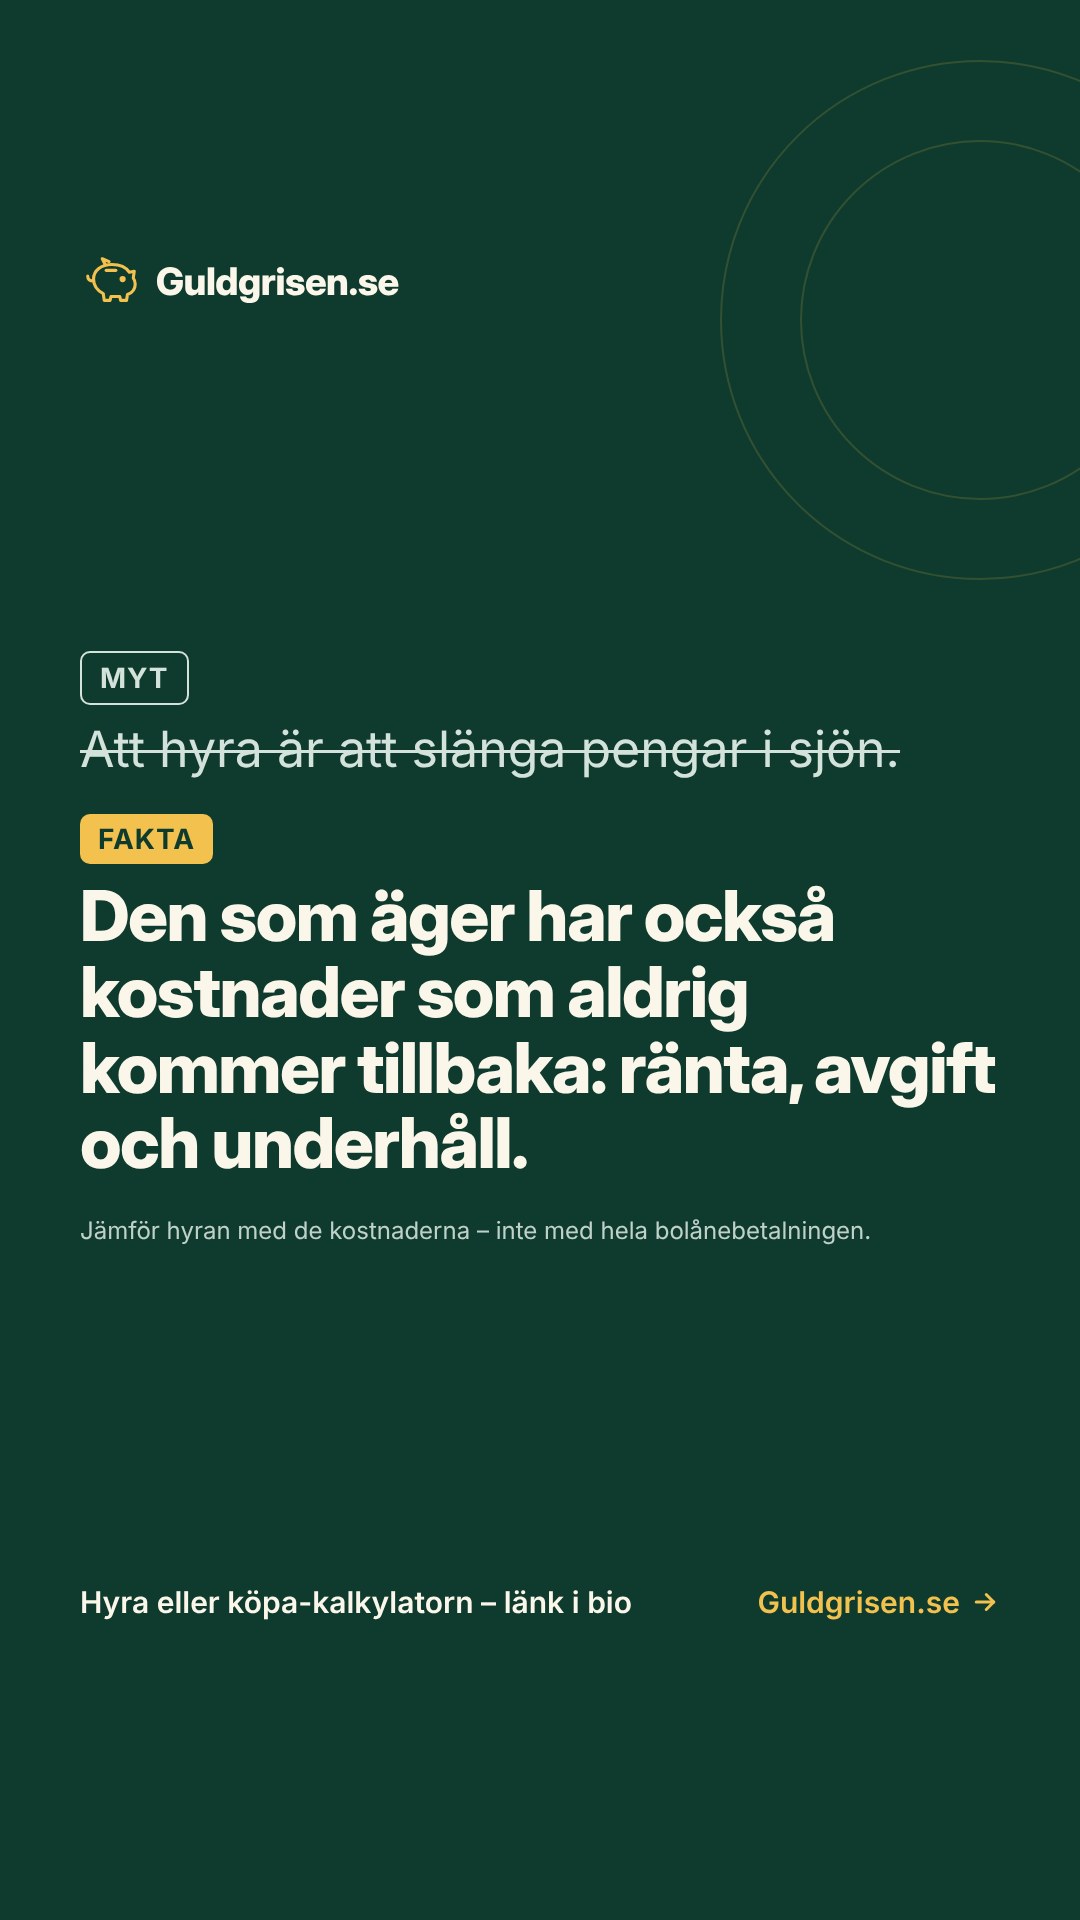 Guldgrisen.se
MYT
Att hyra är att slänga pengar i sjön.
FAKTA
Den som äger har också
kostnader som aldrig
kommer tillbaka: ränta, avgift
och underhåll.
Jämför hyran med de kostnaderna – inte med hela bolånebetalningen.
Hyra eller köpa-kalkylatorn – länk i bio
Guldgrisen.se →